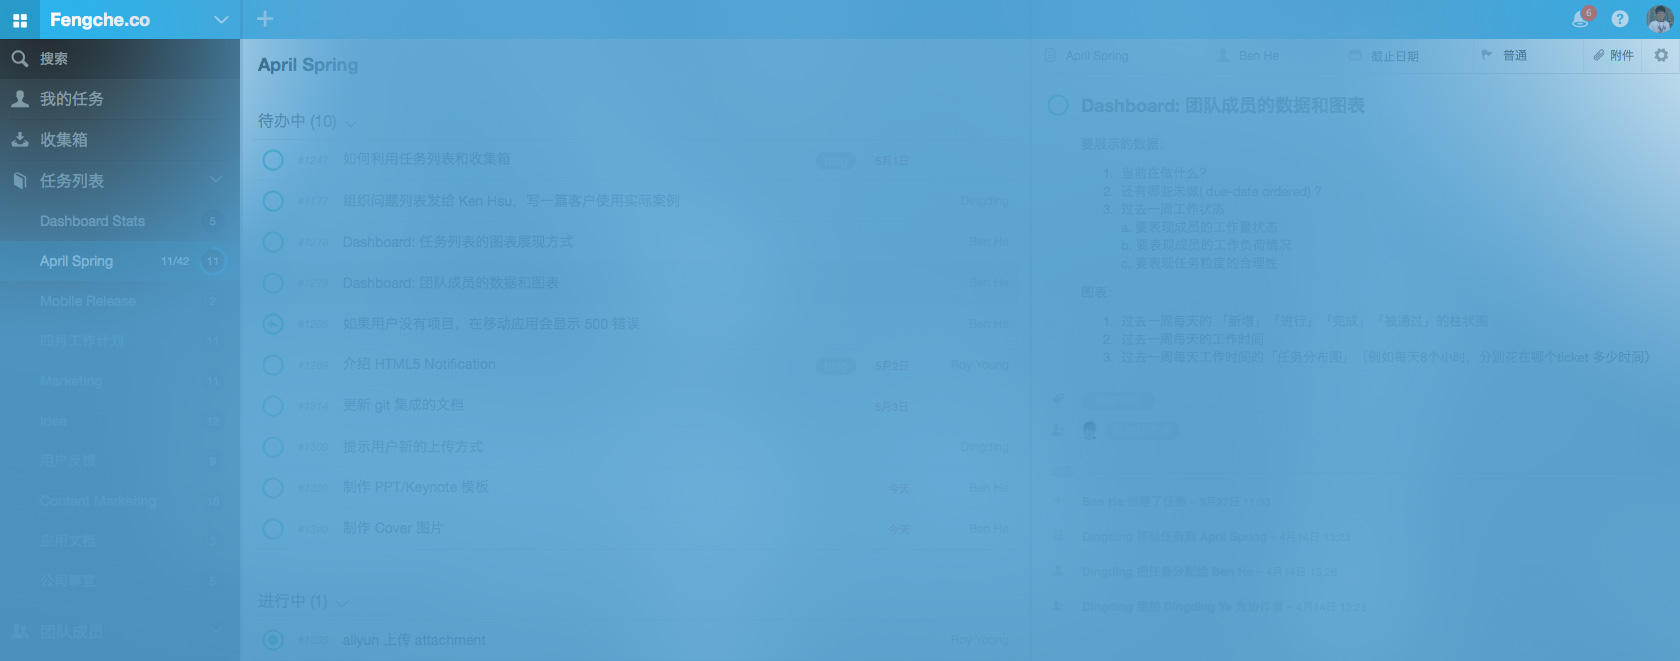 Fengche.co
6
搜索
我的任务
收集箱
任务列表
Dashboard Stats 5
April Spring 11/42 11
Mobile Release 2
四月工作计划 11
Marketing 11
Idea 12
用户反馈 9
Content Marketing 16
应用文档 3
公司事宜 5
团队成员
April Spring
待办中 (10)
#1247 如何利用任务列表和收集箱 5月1日
#1177 组织问题列表发给 Ken Hsu，写一篇客户使用实际案例 Dingding
#1278 Dashboard: 任务列表的图表展现方式 Ben He
#1279 Dashboard: 团队成员的数据和图表 Ben He
如果用户没有项目，在移动应用会显示 500 错误 Ben He
#1289 介绍 HTML5 Notification 5月2日 Roy Young
#1314 更新 git 集成的文档 5月3日
提示用户新的上传方式 Dingding
制作 PPT/Keynote 模板 今天 Ben He
制作 Cover 图片 今天 Ben He
进行中 (1)
aliyun 上传 attachment Roy Young
April Spring Ben He 截止日期 普通 附件
Dashboard: 团队成员的数据和图表
要展示的数据：
1. 当前在做什么？
2. 还有哪些未做( due-date ordered)？
3. 过去一周工作状态
a. 要表现成员的工作量状态
b. 要表现成员的工作负荷情况
c. 要表现任务粒度的合理性
图表：
1. 过去一周每天的「新增」「进行」「完成」「被通过」的柱状图
2. 过去一周每天的工作时间
3. 过去一周每天工作时间的「任务分布图」（例如每天8个小时，分别花在哪个ticket 多少时间）
Ben He 创建了任务 - 3月27日 11:33
Dingding 移动任务到 April Spring - 4月14日 13:23
Dingding 把任务分配给 Ben He - 4月14日 13:26
Dingding 增加 Dingding Ye 为协作者 - 4月14日 13:26